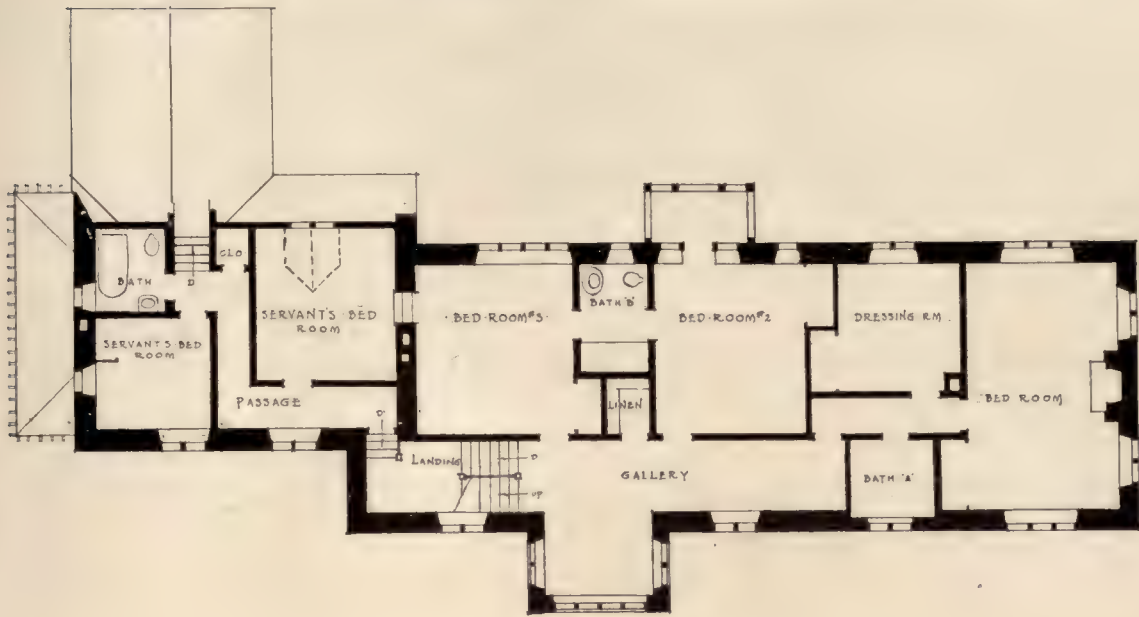 CLO
BATH
D
SERVANT'S · BED
ROOM
SERVANT'S · BED
ROOM
· BED · ROOM #3 ·
BATH 'B'
BED · ROOM #2
DRESSING RM.
BED ROOM
PASSAGE
LINEN
D
LANDING
D
UP
GALLERY
BATH 'A'